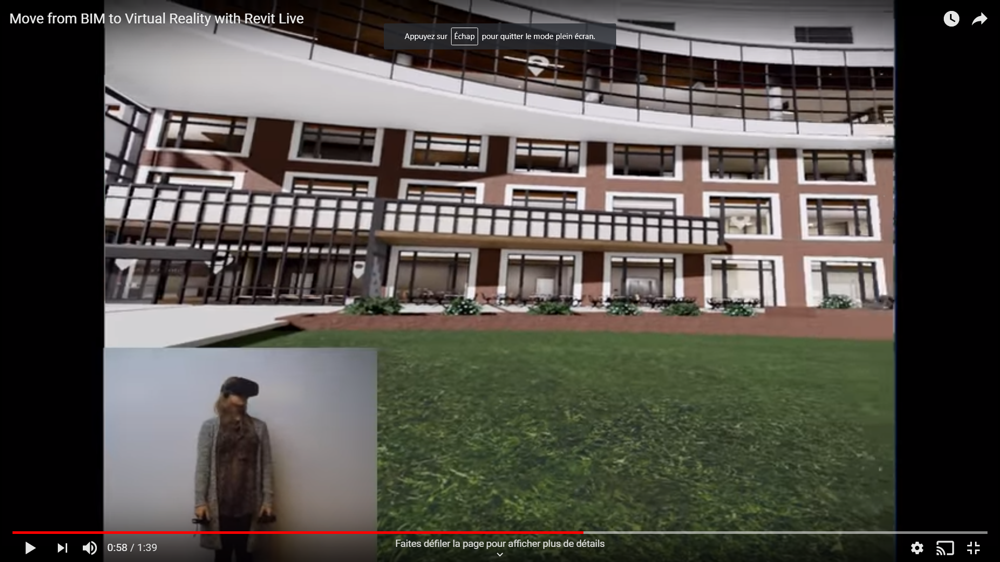 Move from BIM to Virtual Reality with Revit Live
Appuyez sur Échap pour quitter le mode plein écran.
0:58 / 1:39
Faites défiler la page pour afficher plus de détails